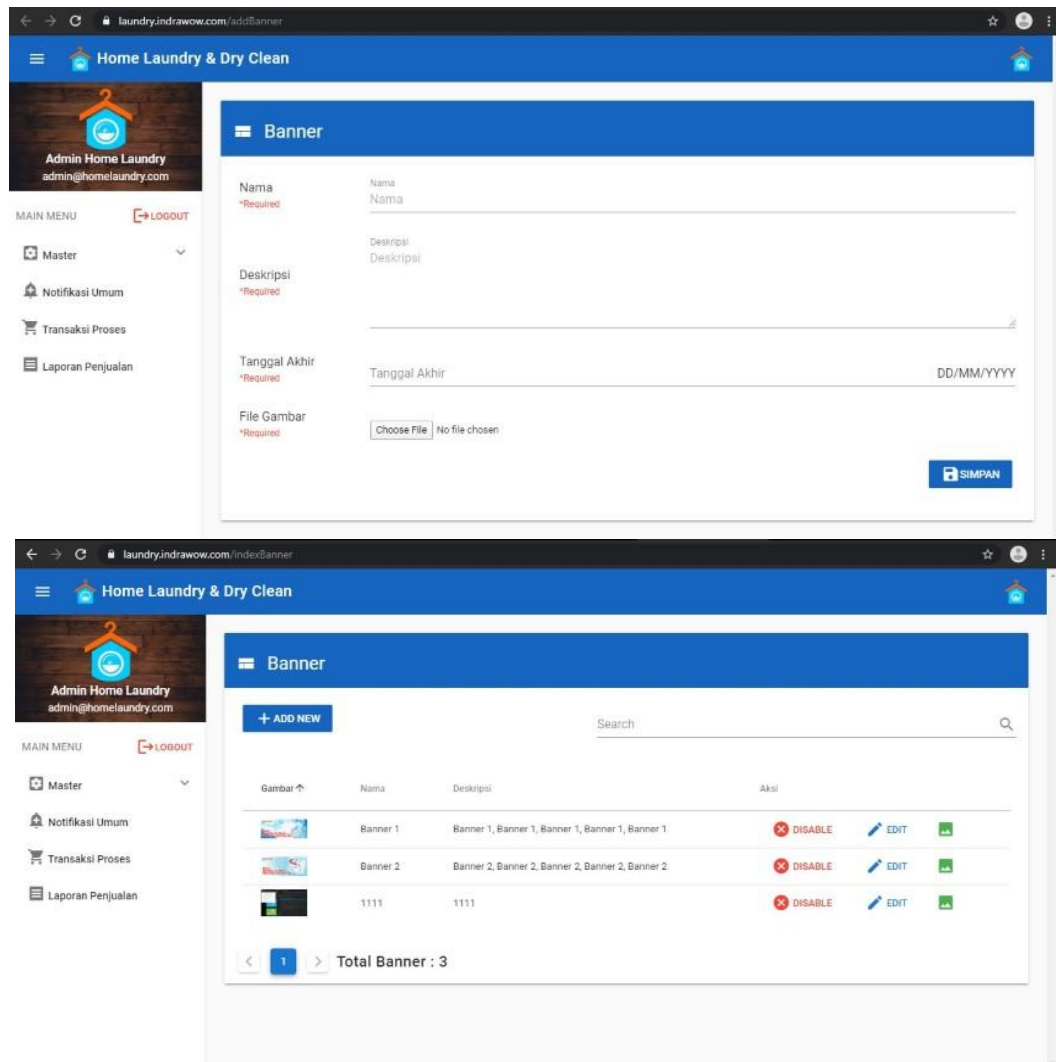 laundry.indrawow.com/addBanner
Home Laundry & Dry Clean
Admin Home Laundry
admin@homelaundry.com
MAIN MENU LOGOUT
Master
Notifikasi Umum
Transaksi Proses
Laporan Penjualan
Banner
Nama
*Required
Nama
Nama
Deskripsi
*Required
Deskripsi
Deskripsi
Tanggal Akhir
*Required
Tanggal Akhir DD/MM/YYYY
File Gambar
*Required
Choose File No file chosen
SIMPAN
laundry.indrawow.com/indexBanner
Home Laundry & Dry Clean
Admin Home Laundry
admin@homelaundry.com
MAIN MENU LOGOUT
Master
Notifikasi Umum
Transaksi Proses
Laporan Penjualan
Banner
+ ADD NEW Search
Gambar Nama Deskripsi Aksi
Banner 1 Banner 1, Banner 1, Banner 1, Banner 1, Banner 1 DISABLE EDIT
Banner 2 Banner 2, Banner 2, Banner 2, Banner 2, Banner 2 DISABLE EDIT
1111 1111 DISABLE EDIT
< 1 > Total Banner : 3